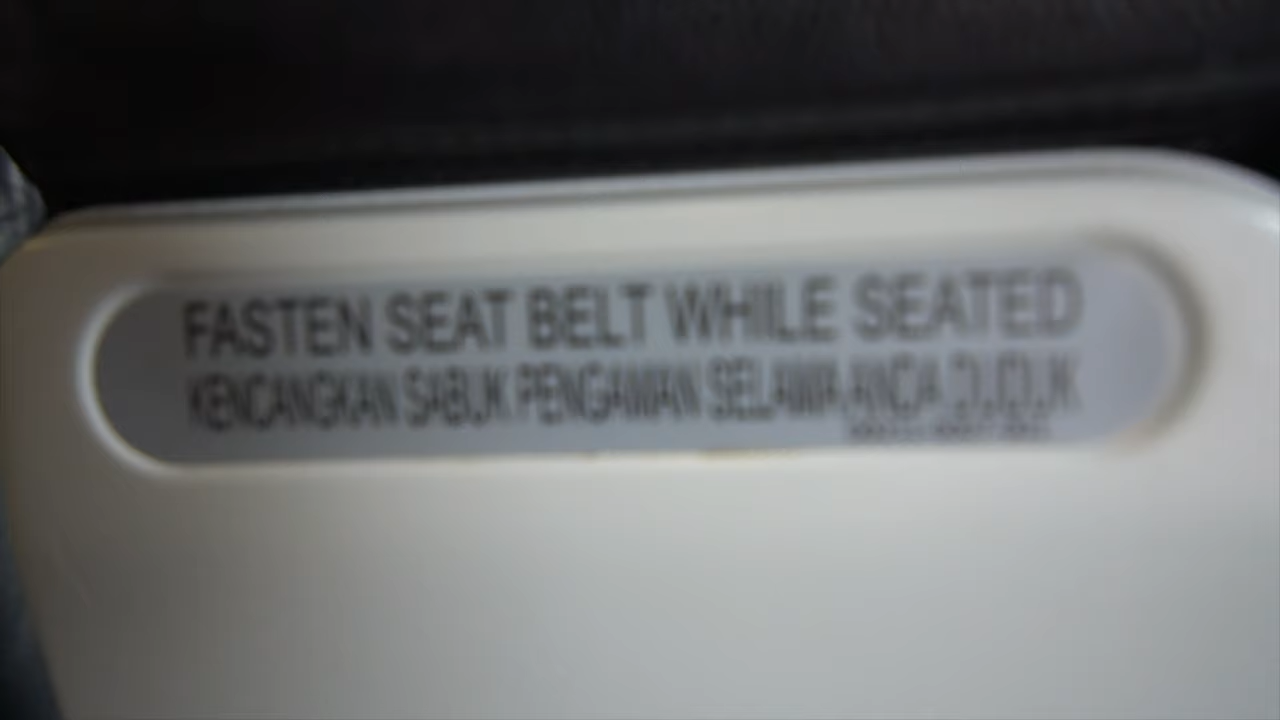 FASTEN SEAT BELT WHILE SEATED
KENCANGKAN SABUK PENGAMAN SELAMA ANDA DUDUK